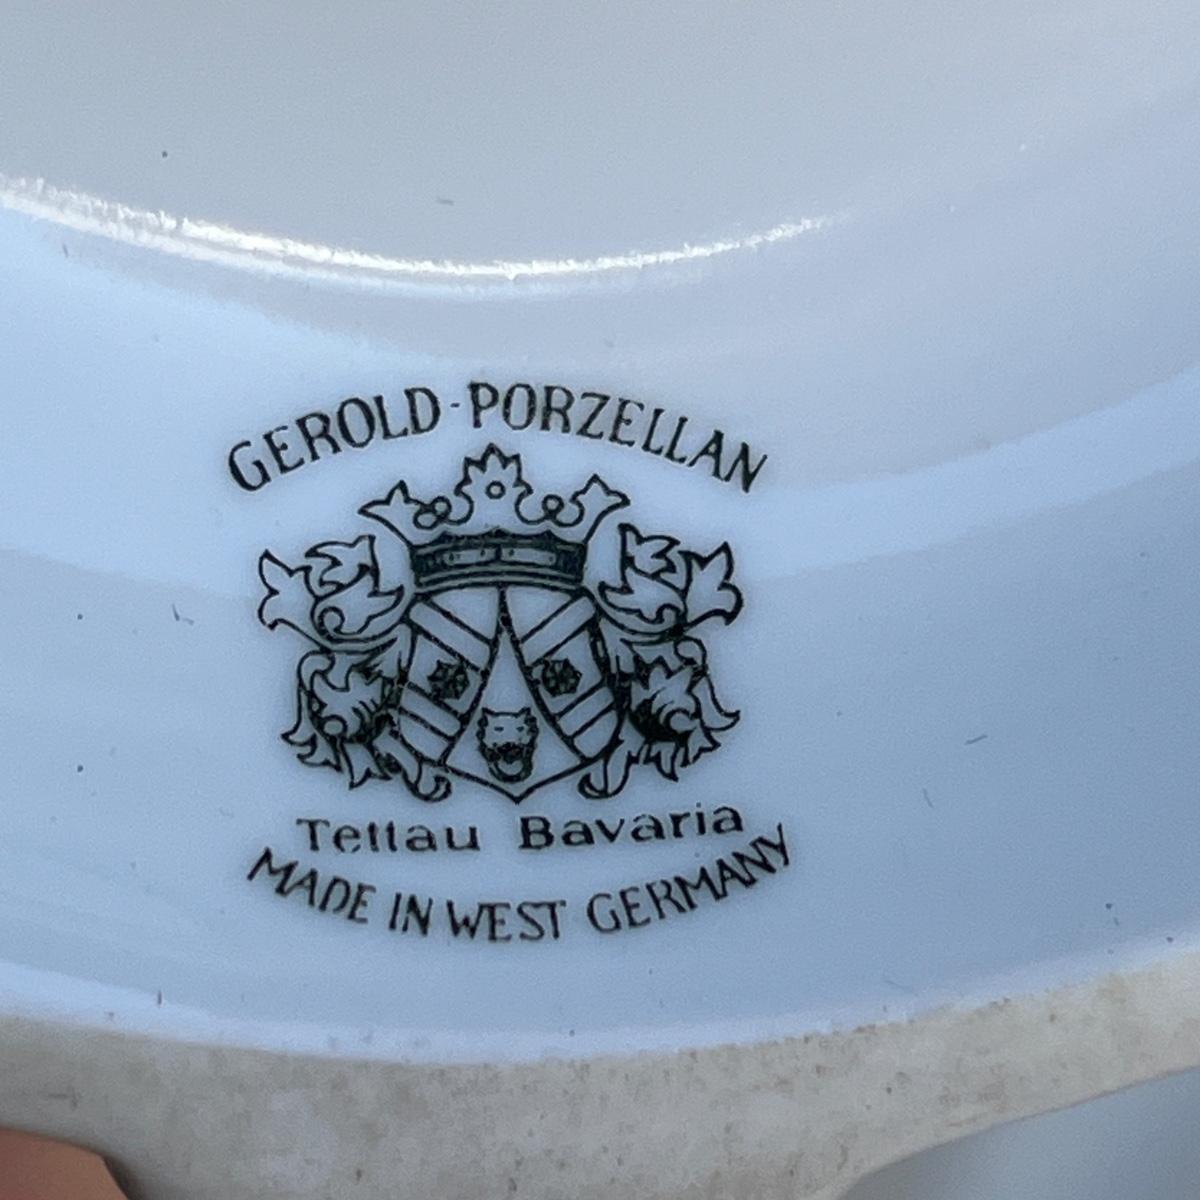 GEROLD-PORZELLAN
Tettau Bavaria
MADE IN WEST GERMANY